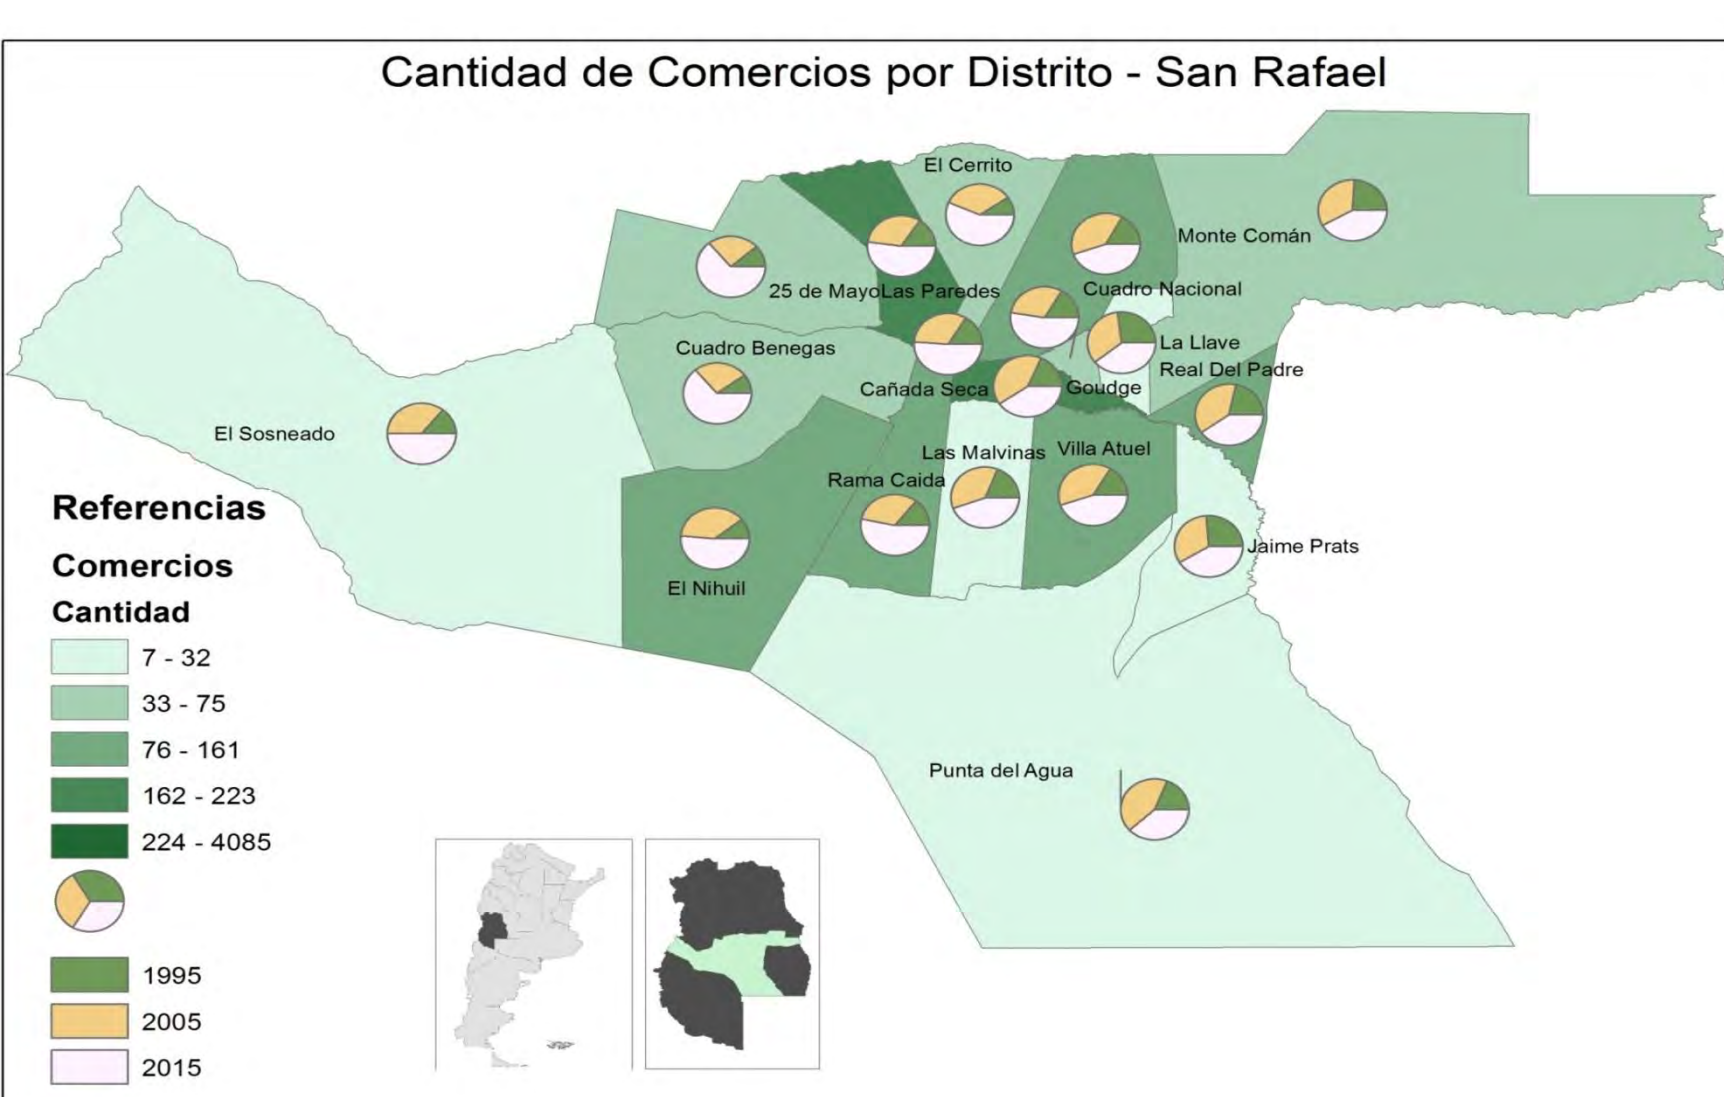 Cantidad de Comercios por Distrito - San Rafael
El Cerrito
Monte Comán
25 de Mayo
Las Paredes
Cuadro Nacional
Cuadro Benegas
La Llave
Real Del Padre
Cañada Seca
Goudge
El Sosneado
Las Malvinas
Villa Atuel
Rama Caida
Jaime Prats
El Nihuil
Punta del Agua
Referencias
Comercios
Cantidad
7 - 32
33 - 75
76 - 161
162 - 223
224 - 4085
1995
2005
2015